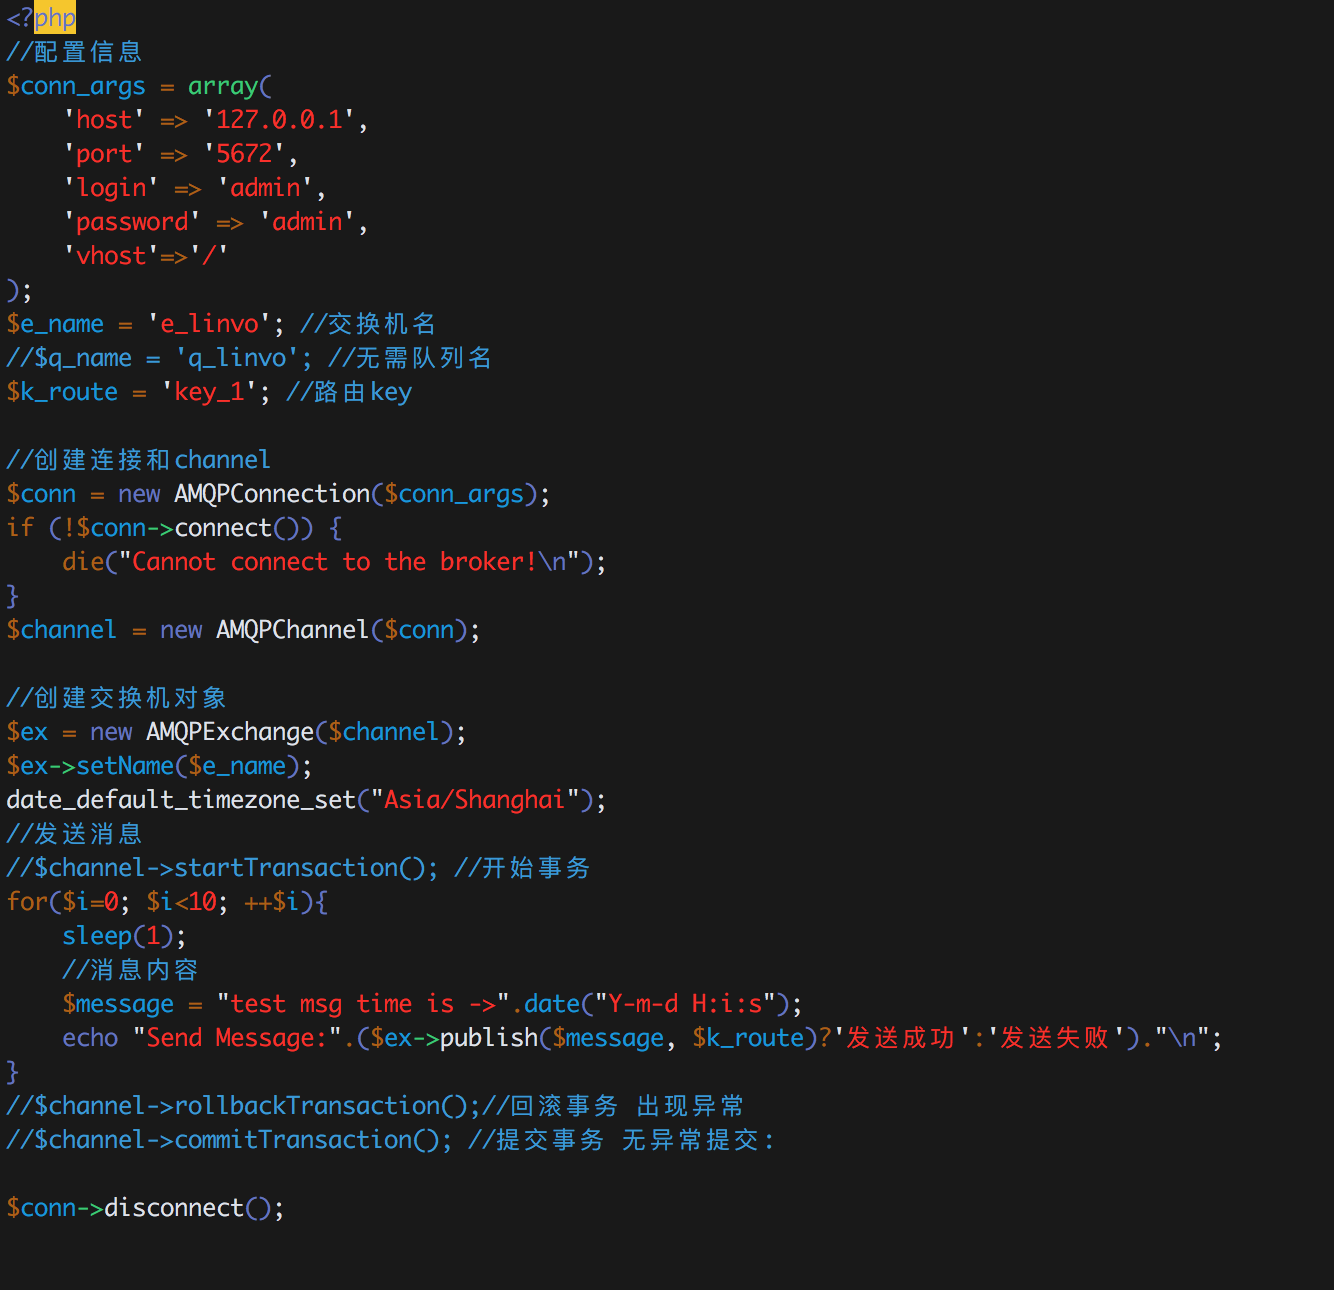 <?php
//配置信息
$conn_args = array(
    'host' => '127.0.0.1',
    'port' => '5672',
    'login' => 'admin',
    'password' => 'admin',
    'vhost'=>'/'
);
$e_name = 'e_linvo'; //交换机名
//$q_name = 'q_linvo'; //无需队列名
$k_route = 'key_1'; //路由key

//创建连接和channel
$conn = new AMQPConnection($conn_args);
if (!$conn->connect()) {
    die("Cannot connect to the broker!\n");
}
$channel = new AMQPChannel($conn);

//创建交换机对象
$ex = new AMQPExchange($channel);
$ex->setName($e_name);
date_default_timezone_set("Asia/Shanghai");
//发送消息
//$channel->startTransaction(); //开始事务
for($i=0; $i<10; ++$i){
    sleep(1);
    //消息内容
    $message = "test msg time is ->".date("Y-m-d H:i:s");
    echo "Send Message:".($ex->publish($message, $k_route)?'发送成功':'发送失败')."\n";
}
//$channel->rollbackTransaction();//回滚事务 出现异常
//$channel->commitTransaction(); //提交事务 无异常提交:

$conn->disconnect();